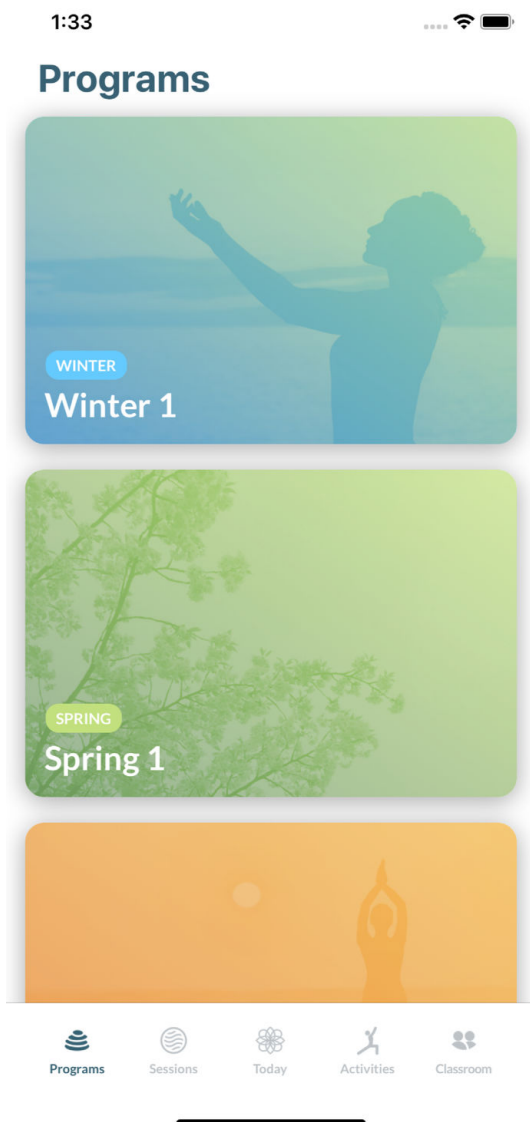 1:33
Programs
WINTER
Winter 1
SPRING
Spring 1
Programs Sessions Today Activities Classroom